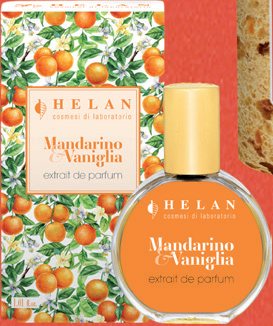 HELAN
cosmesi di laboratorio
Mandarino
& Vaniglia
extrait de parfum
HELAN
cosmesi di laboratorio
Mandarino
& Vaniglia
extrait de parfum